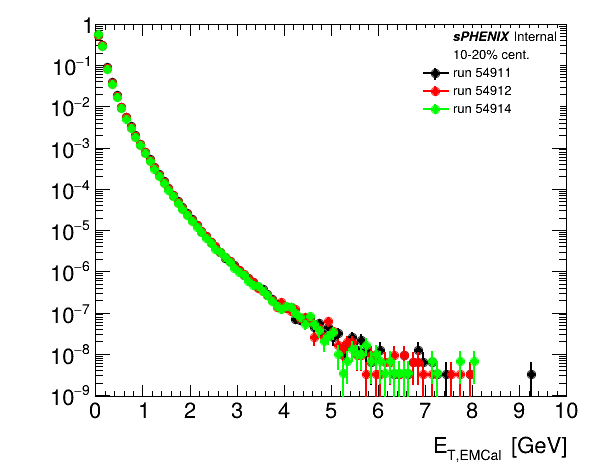 sPHENIX Internal
10-20% cent.
run 54911
run 54912
run 54914
1
10⁻¹
10⁻²
10⁻³
10⁻⁴
10⁻⁵
10⁻⁶
10⁻⁷
10⁻⁸
10⁻⁹
0 1 2 3 4 5 6 7 8 9 10
E_T,EMCal [GeV]